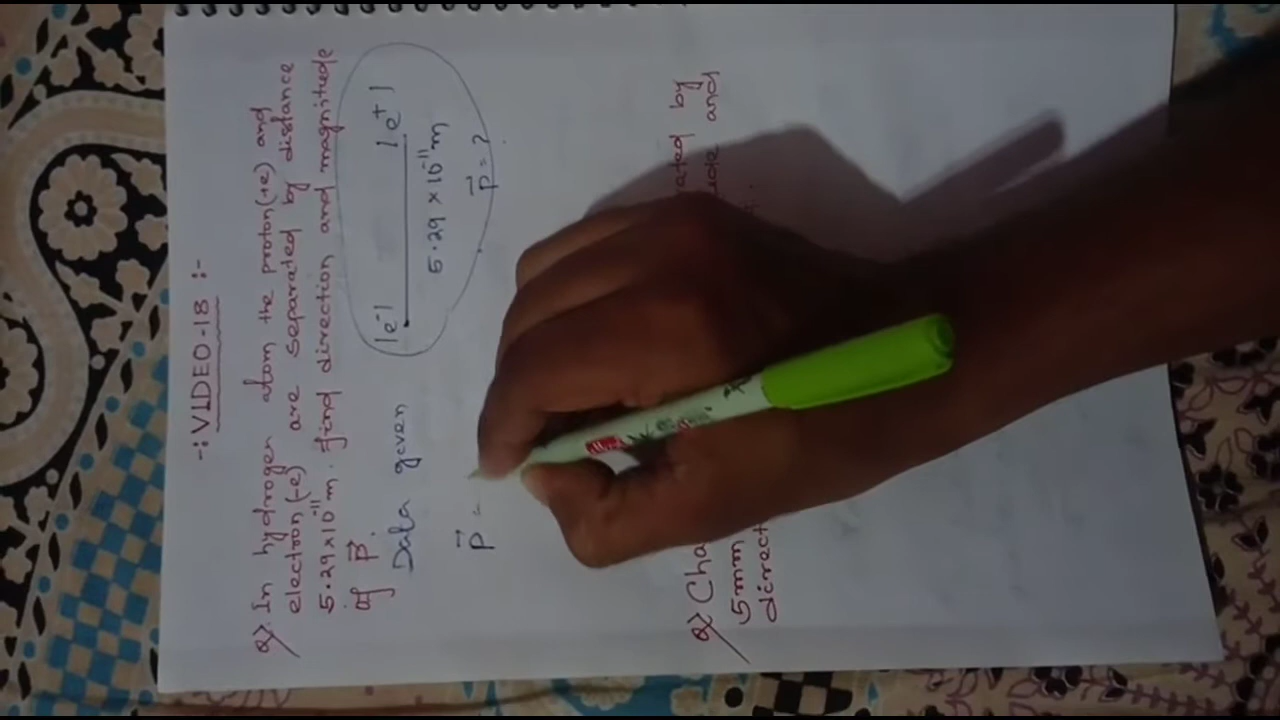 -: VIDEO-18 :-
Q> In hydrogen atom the proton(+e) and
electron(-e) are separated by distance
5.29×10⁻¹¹m. find direction and magnitude
of p⃗.
|e⁻| |e⁺|
Data given
5.29 × 10⁻¹¹m
p⃗ =
p⃗ = ?
Q> Cha
5mm
direct